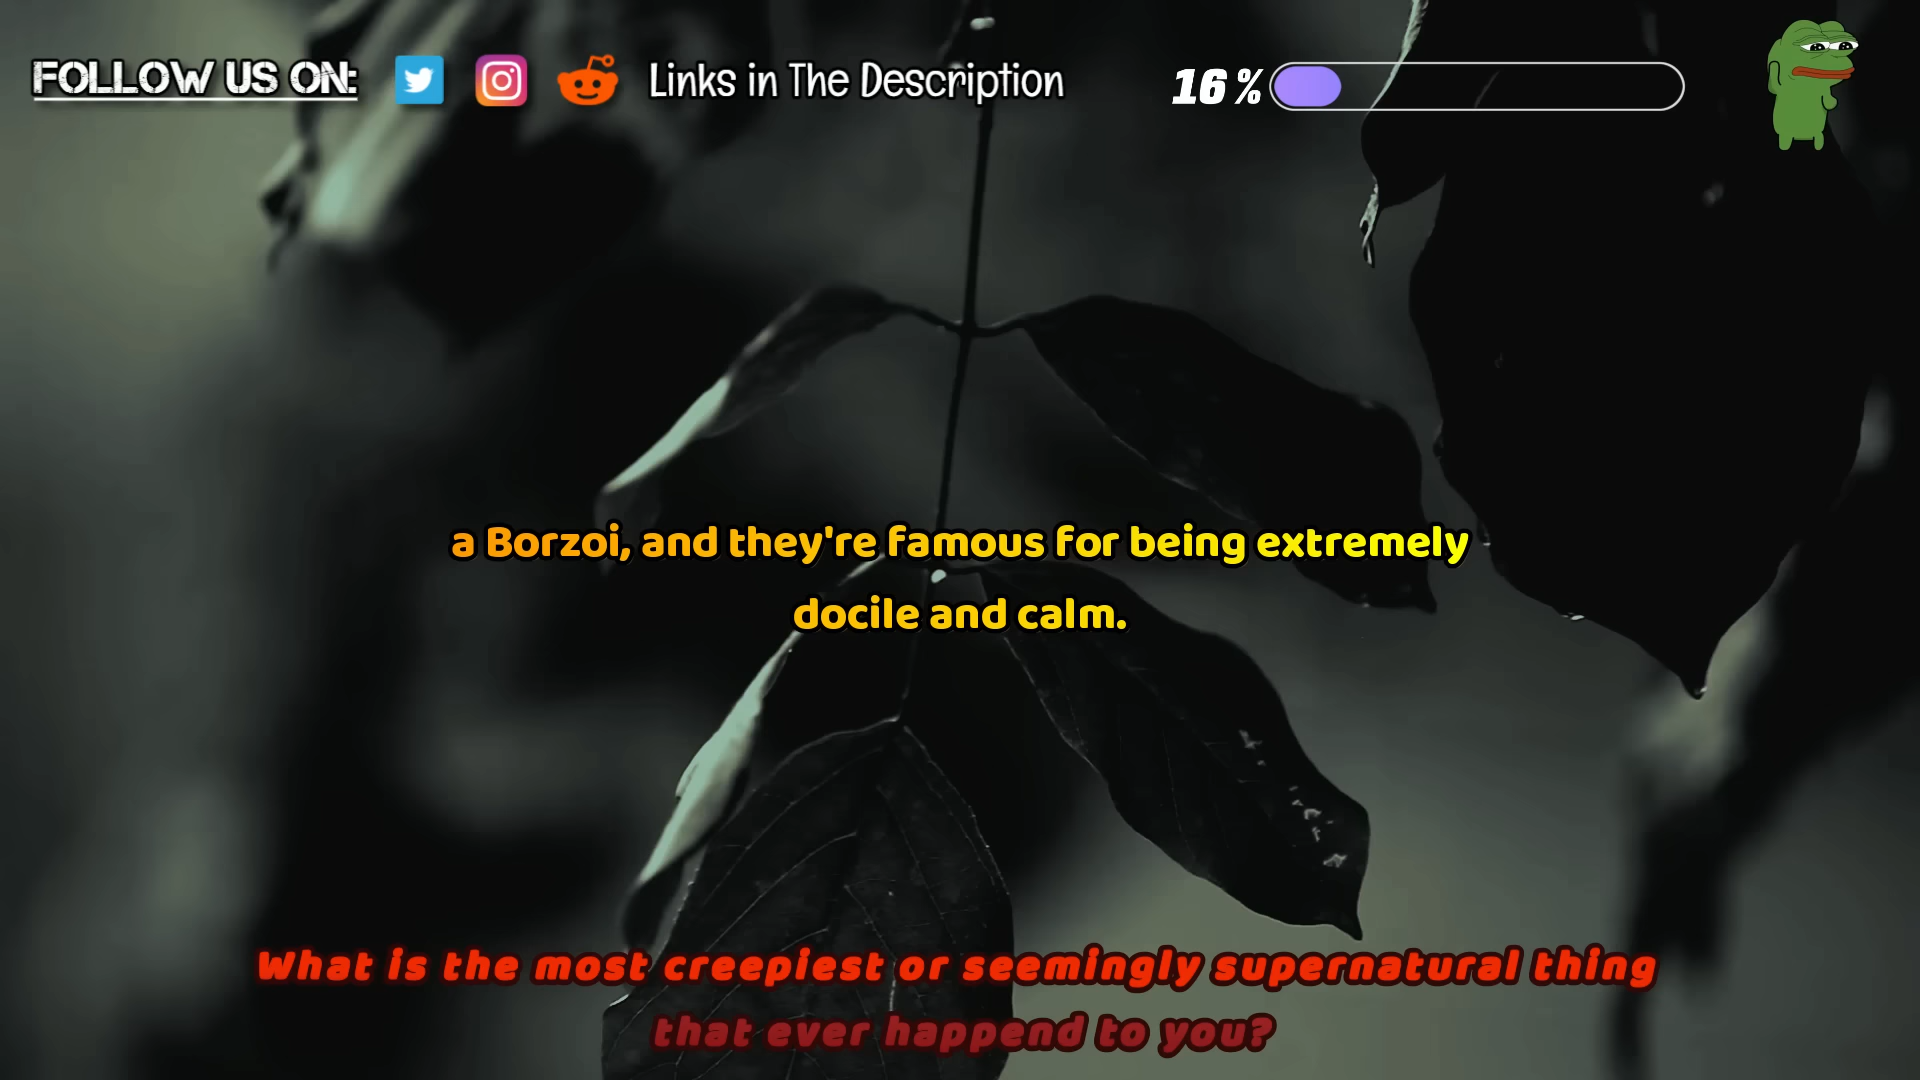 FOLLOW US ON: Links in The Description 16 %
a Borzoi, and they're famous for being extremely
docile and calm.
What is the most creepiest or seemingly supernatural thing
that ever happend to you?